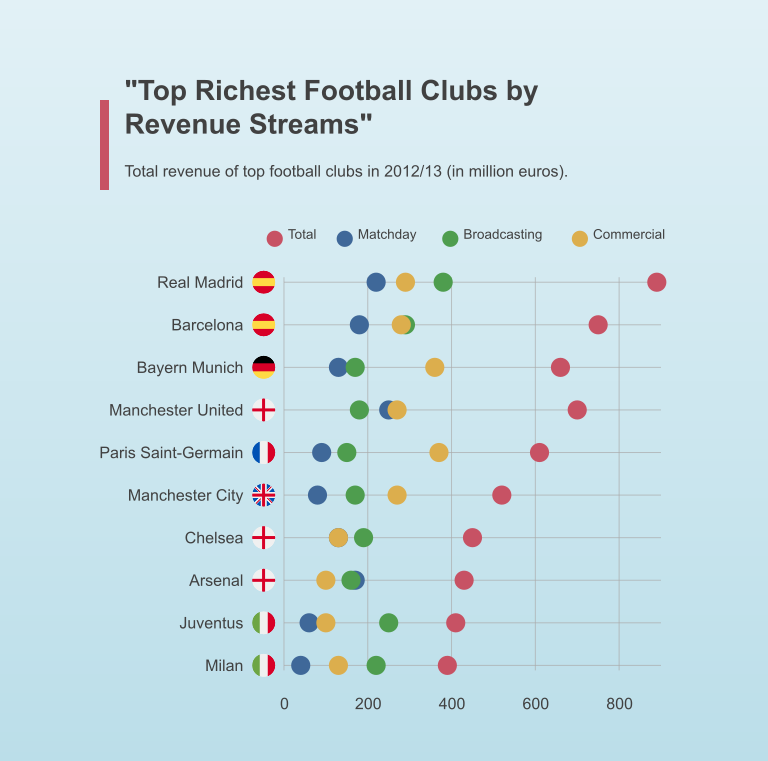 "Top Richest Football Clubs by
Revenue Streams"
Total revenue of top football clubs in 2012/13 (in million euros).
Total Matchday Broadcasting Commercial
Real Madrid
Barcelona
Bayern Munich
Manchester United
Paris Saint-Germain
Manchester City
Chelsea
Arsenal
Juventus
Milan
0 200 400 600 800